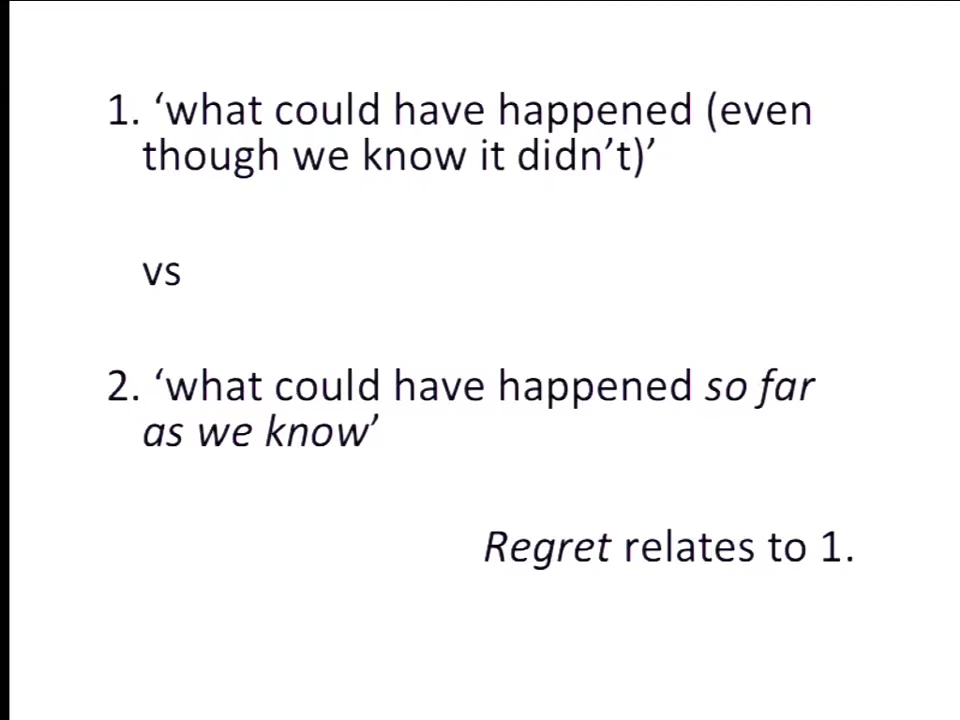 1. ‘what could have happened (even
though we know it didn’t)’
vs
2. ‘what could have happened so far
as we know’
Regret relates to 1.